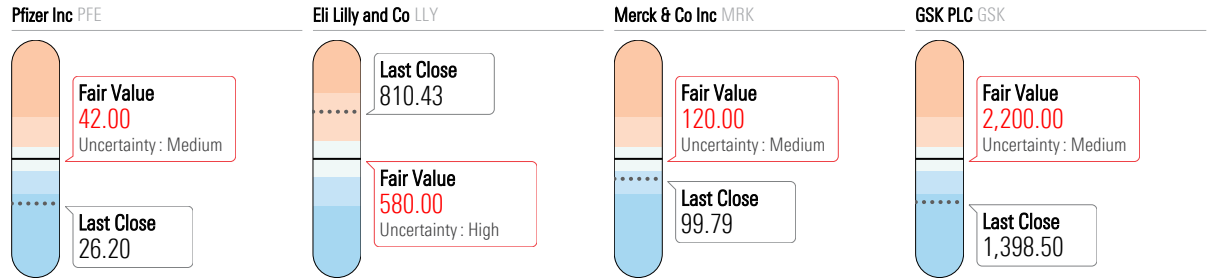 Pfizer Inc PFE
Fair Value
42.00
Uncertainty : Medium
Last Close
26.20
Eli Lilly and Co LLY
Last Close
810.43
Fair Value
580.00
Uncertainty : High
Merck & Co Inc MRK
Fair Value
120.00
Uncertainty : Medium
Last Close
99.79
GSK PLC GSK
Fair Value
2,200.00
Uncertainty : Medium
Last Close
1,398.50